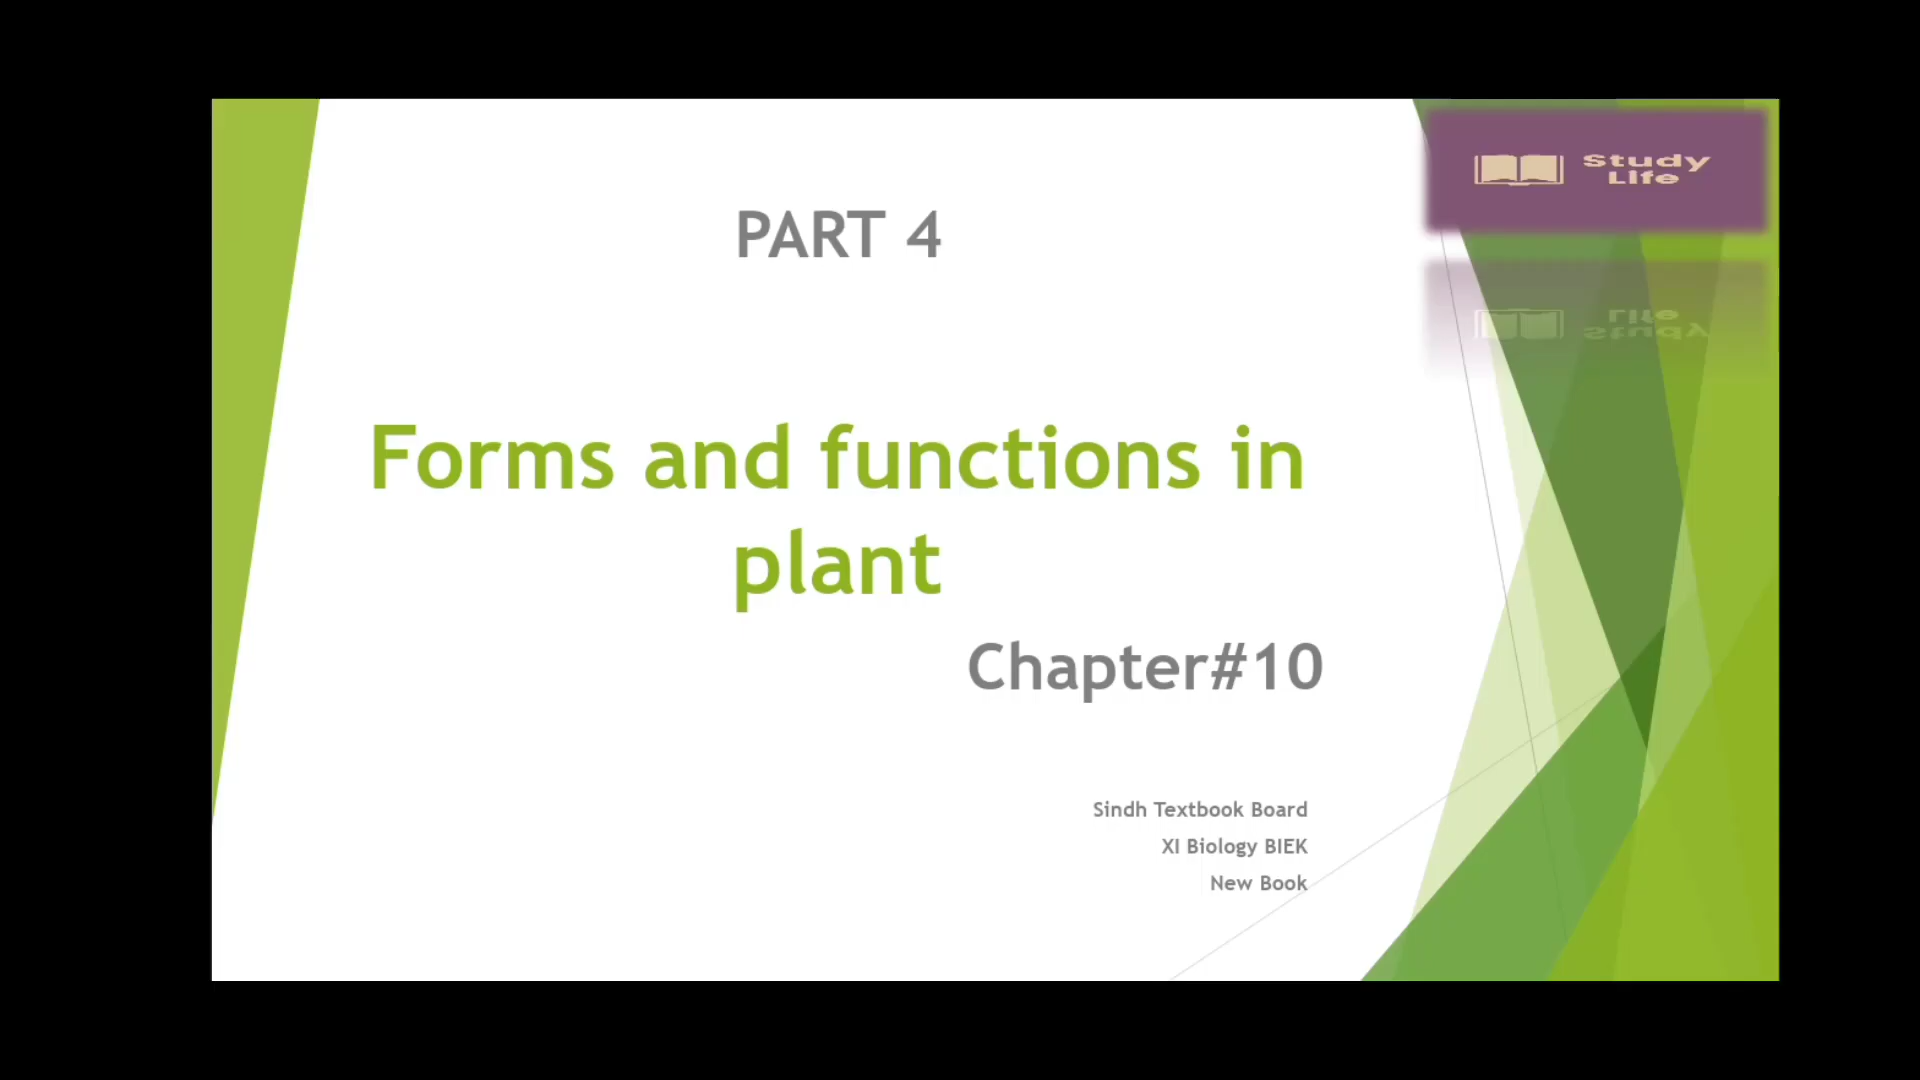 Study
Life
PART 4
Forms and functions in
plant
Chapter#10
Sindh Textbook Board
XI Biology BIEK
New Book